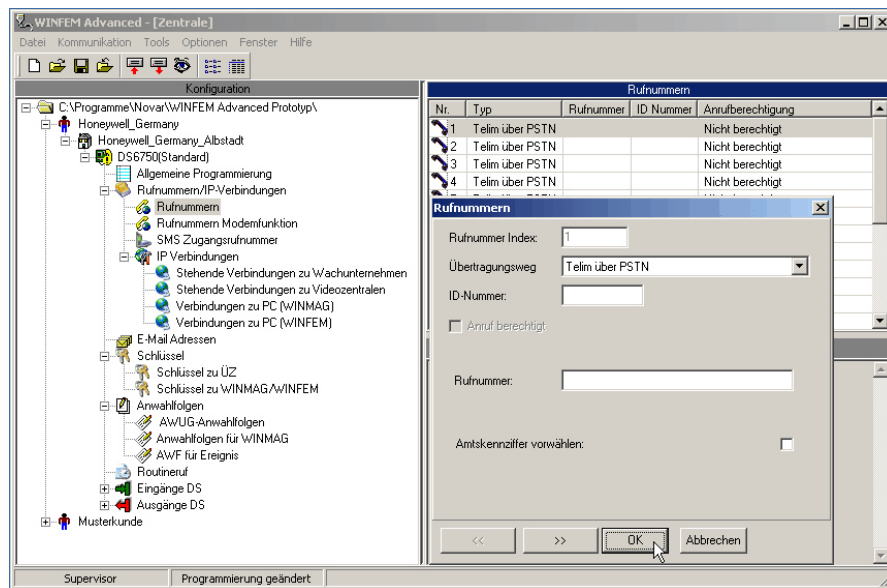 WINFEM Advanced - [Zentrale]
Datei Kommunikation Tools Optionen Fenster Hilfe
Konfiguration
C:\Programme\Novar\WINFEM Advanced Prototyp\
Honeywell_Germany
Honeywell_Germany_Albstadt
DS6750(Standard)
Allgemeine Programmierung
Rufnummern/IP-Verbindungen
Rufnummern
Rufnummern Modemfunktion
SMS Zugangsrufnummer
IP Verbindungen
Stehende Verbindungen zu Wachunternehmen
Stehende Verbindungen zu Videozentralen
Verbindungen zu PC (WINMAG)
Verbindungen zu PC (WINFEM)
E-Mail Adressen
Schlüssel
Schlüssel zu ÜZ
Schlüssel zu WINMAG/WINFEM
Anwahlfolgen
AWUG-Anwahlfolgen
Anwahlfolgen für WINMAG
AWF für Ereignis
Routineruf
Eingänge DS
Ausgänge DS
Musterkunde
Rufnummern
Nr. Typ Rufnummer ID Nummer Anrufberechtigung
1 Telim über PSTN Nicht berechtigt
2 Telim über PSTN Nicht berechtigt
3 Telim über PSTN Nicht berechtigt
4 Telim über PSTN Nicht berechtigt
Rufnummern
Rufnummer Index: 1
Übertragungsweg Telim über PSTN
ID-Nummer:
Anruf berechtigt
Rufnummer:
Amtskennziffer vorwählen:
<< >> OK Abbrechen
Supervisor Programmierung geändert